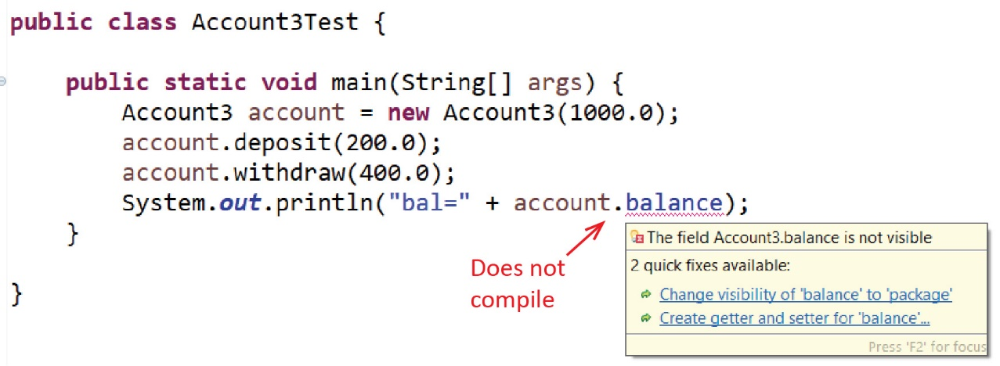 public class Account3Test {
public static void main(String[] args) {
Account3 account = new Account3(1000.0);
account.deposit(200.0);
account.withdraw(400.0);
System.out.println("bal=" + account.balance);
}
}
Does not
compile
The field Account3.balance is not visible
2 quick fixes available:
Change visibility of 'balance' to 'package'
Create getter and setter for 'balance'...
Press 'F2' for focus